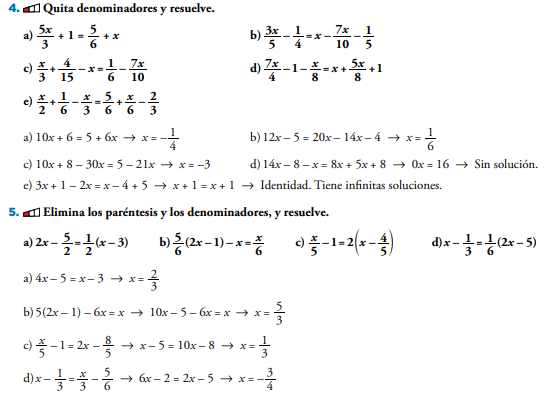 4. Quita denominadores y resuelve.
a) 5x/3 + 1 = 5/6 + x b) 3x/5 − 1/4 = x − 7x/10 − 1/5
c) x/3 + 4/15 − x = 1/6 − 7x/10 d) 7x/4 − 1 − x/8 = x + 5x/8 + 1
e) x/2 + 1/6 − x/3 = 5/6 + x/6 − 2/3
a) 10x + 6 = 5 + 6x → x = − 1/4 b) 12x − 5 = 20x − 14x − 4 → x = 1/6
c) 10x + 8 − 30x = 5 − 21x → x = −3 d) 14x − 8 − x = 8x + 5x + 8 → 0x = 16 → Sin solución.
e) 3x + 1 − 2x = x − 4 + 5 → x + 1 = x + 1 → Identidad. Tiene infinitas soluciones.
5. Elimina los paréntesis y los denominadores, y resuelve.
a) 2x − 5/2 = 1/2 (x − 3) b) 5/6 (2x − 1) − x = x/6 c) x/5 − 1 = 2(x − 4/5) d) x − 1/3 = 1/6 (2x − 5)
a) 4x − 5 = x − 3 → x = 2/3
b) 5(2x − 1) − 6x = x → 10x − 5 − 6x = x → x = 5/3
c) x/5 − 1 = 2x − 8/5 → x − 5 = 10x − 8 → x = 1/3
d) x − 1/3 = x/3 − 5/6 → 6x − 2 = 2x − 5 → x = − 3/4